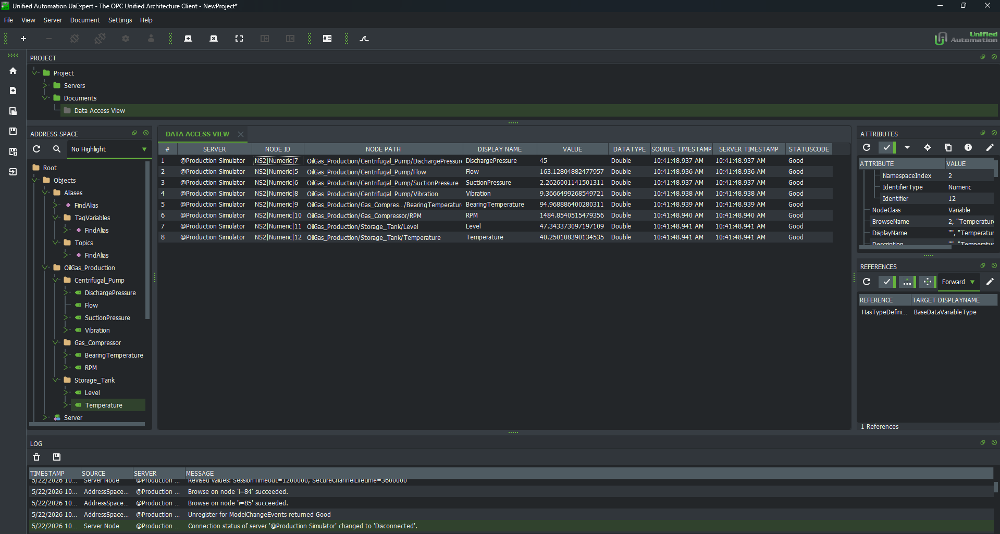 Unified Automation UaExpert - The OPC Unified Architecture Client - NewProject*
File View Server Document Settings Help
Unified Automation
PROJECT
Project
Servers
Documents
Data Access View
ADDRESS SPACE
No Highlight
Root
Objects
Aliases
FindAlias
TagVariables
FindAlias
Topics
FindAlias
OilGas_Production
Centrifugal_Pump
DischargePressure
Flow
SuctionPressure
Vibration
Gas_Compressor
BearingTemperature
RPM
Storage_Tank
Level
Temperature
Server
DATA ACCESS VIEW
# SERVER NODE ID NODE PATH DISPLAY NAME VALUE DATATYPE SOURCE TIMESTAMP SERVER TIMESTAMP STATUSCODE
1 @Production Simulator NS2|Numeric|7 OilGas_Production/Centrifugal_Pump/DischargePressure DischargePressure 45 Double 10:41:48.937 AM 10:41:48.937 AM Good
2 @Production Simulator NS2|Numeric|5 OilGas_Production/Centrifugal_Pump/Flow Flow 163.12804882477957 Double 10:41:48.936 AM 10:41:48.936 AM Good
3 @Production Simulator NS2|Numeric|6 OilGas_Production/Centrifugal_Pump/SuctionPressure SuctionPressure 2.2626001141501311 Double 10:41:48.937 AM 10:41:48.937 AM Good
4 @Production Simulator NS2|Numeric|8 OilGas_Production/Centrifugal_Pump/Vibration Vibration 9.3666499268549721 Double 10:41:48.938 AM 10:41:48.938 AM Good
5 @Production Simulator NS2|Numeric|9 OilGas_Production/Gas_Compres.../BearingTemperature BearingTemperature 94.968886400280311 Double 10:41:48.939 AM 10:41:48.939 AM Good
6 @Production Simulator NS2|Numeric|10 OilGas_Production/Gas_Compressor/RPM RPM 1484.8540515479356 Double 10:41:48.940 AM 10:41:48.940 AM Good
7 @Production Simulator NS2|Numeric|11 OilGas_Production/Storage_Tank/Level Level 47.343373097197109 Double 10:41:48.941 AM 10:41:48.941 AM Good
8 @Production Simulator NS2|Numeric|12 OilGas_Production/Storage_Tank/Temperature Temperature 40.250108390134535 Double 10:41:48.941 AM 10:41:48.941 AM Good
ATTRIBUTES
ATTRIBUTE VALUE
NamespaceIndex 2
IdentifierType Numeric
Identifier 12
NodeClass Variable
BrowseName 2, "Temperatur
DisplayName "", "Temperatur
Description "", "Temperatur
REFERENCES
Forward
REFERENCE TARGET DISPLAYNAME
HasTypeDefini... BaseDataVariableType
1 References
LOG
TIMESTAMP SOURCE SERVER MESSAGE
5/22/2026 10... Server Node @Production ... Revised values: SessionTimeout=1200000, SecureChannelLifetime=3600000
5/22/2026 10... AddressSpace... @Production ... Browse on node 'i=84' succeeded.
5/22/2026 10... AddressSpace... @Production ... Browse on node 'i=85' succeeded.
5/22/2026 10... AddressSpace... @Production ... Unregister for ModelChangeEvents returned Good
5/22/2026 10... Server Node @Production ... Connection status of server '@Production Simulator' changed to 'Disconnected'.